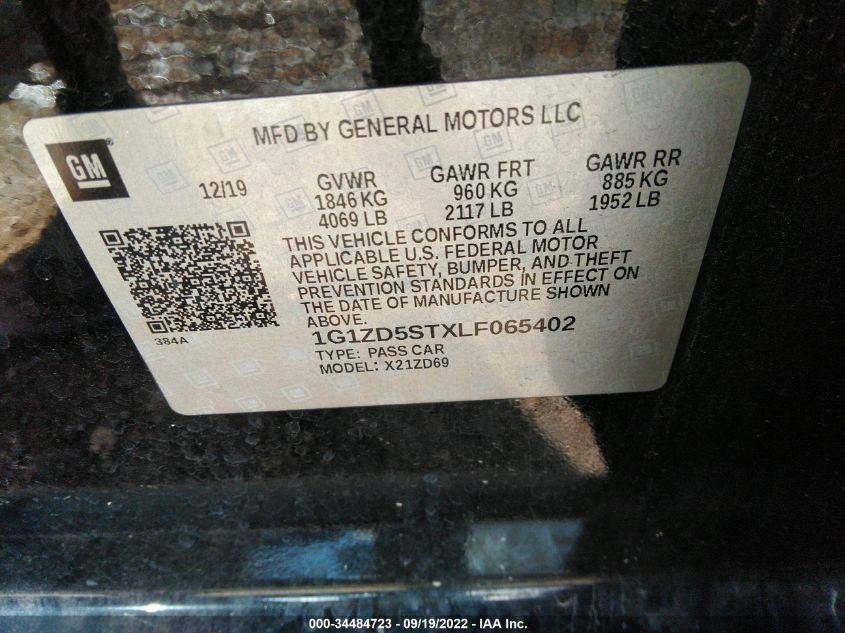 MFD BY GENERAL MOTORS LLC
GM
12/19
GVWR
1846 KG
4069 LB
GAWR FRT
960 KG
2117 LB
GAWR RR
885 KG
1952 LB
THIS VEHICLE CONFORMS TO ALL
APPLICABLE U.S. FEDERAL MOTOR
VEHICLE SAFETY, BUMPER, AND THEFT
PREVENTION STANDARDS IN EFFECT ON
THE DATE OF MANUFACTURE SHOWN
ABOVE.
384A
1G1ZD5STXLF065402
TYPE: PASS CAR
MODEL: X21ZD69
000-34484723 - 09/19/2022 - IAA Inc.